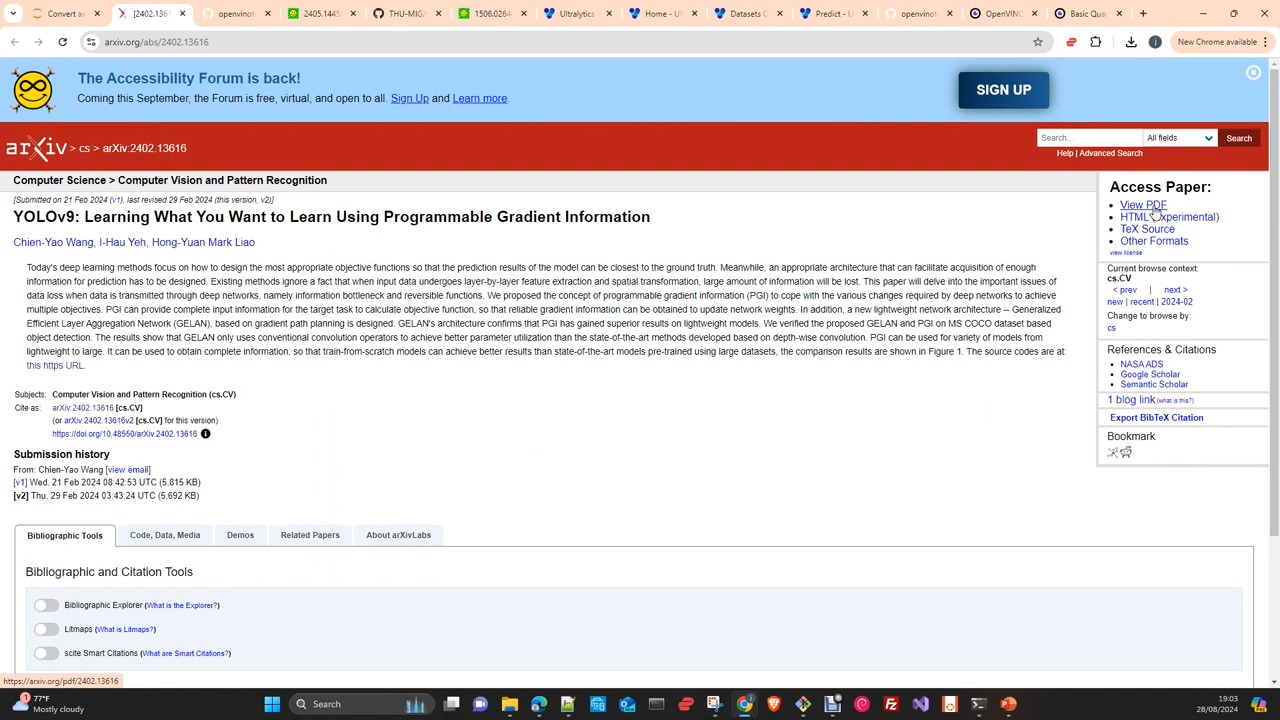 Convert ar
[2402.1361
openvinoto
2405.1445
THU-MIGA
1506.0264
Ultralytics
Home - Ul
Datasets O
Predict - U
openvinot
OpenVINO
Basic Qua
arxiv.org/abs/2402.13616
New Chrome available
The Accessibility Forum is back!
Coming this September, the Forum is free, virtual, and open to all. Sign Up and Learn more.
SIGN UP
arXiv > cs > arXiv:2402.13616
Search...
All fields
Search
Help | Advanced Search
Computer Science > Computer Vision and Pattern Recognition
[Submitted on 21 Feb 2024 (v1), last revised 29 Feb 2024 (this version, v2)]
YOLOv9: Learning What You Want to Learn Using Programmable Gradient Information
Chien-Yao Wang, I-Hau Yeh, Hong-Yuan Mark Liao
Today's deep learning methods focus on how to design the most appropriate objective functions so that the prediction results of the model can be closest to the ground truth. Meanwhile, an appropriate architecture that can facilitate acquisition of enough
information for prediction has to be designed. Existing methods ignore a fact that when input data undergoes layer-by-layer feature extraction and spatial transformation, large amount of information will be lost. This paper will delve into the important issues of
data loss when data is transmitted through deep networks, namely information bottleneck and reversible functions. We proposed the concept of programmable gradient information (PGI) to cope with the various changes required by deep networks to achieve
multiple objectives. PGI can provide complete input information for the target task to calculate objective function, so that reliable gradient information can be obtained to update network weights. In addition, a new lightweight network architecture -- Generalized
Efficient Layer Aggregation Network (GELAN), based on gradient path planning is designed. GELAN's architecture confirms that PGI has gained superior results on lightweight models. We verified the proposed GELAN and PGI on MS COCO dataset based
object detection. The results show that GELAN only uses conventional convolution operators to achieve better parameter utilization than the state-of-the-art methods developed based on depth-wise convolution. PGI can be used for variety of models from
lightweight to large. It can be used to obtain complete information, so that train-from-scratch models can achieve better results than state-of-the-art models pre-trained using large datasets, the comparison results are shown in Figure 1. The source codes are at:
this https URL.
Subjects: Computer Vision and Pattern Recognition (cs.CV)
Cite as: arXiv:2402.13616 [cs.CV]
(or arXiv:2402.13616v2 [cs.CV] for this version)
https://doi.org/10.48550/arXiv.2402.13616
Submission history
From: Chien-Yao Wang [view email]
[v1] Wed, 21 Feb 2024 08:42:53 UTC (5,815 KB)
[v2] Thu, 29 Feb 2024 03:43:24 UTC (5,692 KB)
Access Paper:
View PDF
HTML (experimental)
TeX Source
Other Formats
view license
Current browse context:
cs.CV
< prev | next >
new | recent | 2024-02
Change to browse by:
cs
References & Citations
NASA ADS
Google Scholar
Semantic Scholar
1 blog link (what is this?)
Export BibTeX Citation
Bookmark
Bibliographic Tools
Code, Data, Media
Demos
Related Papers
About arXivLabs
Bibliographic and Citation Tools
Bibliographic Explorer (What is the Explorer?)
Litmaps (What is Litmaps?)
scite Smart Citations (What are Smart Citations?)
https://arxiv.org/pdf/2402.13616
77°F
Mostly cloudy
Search
19:03
28/08/2024